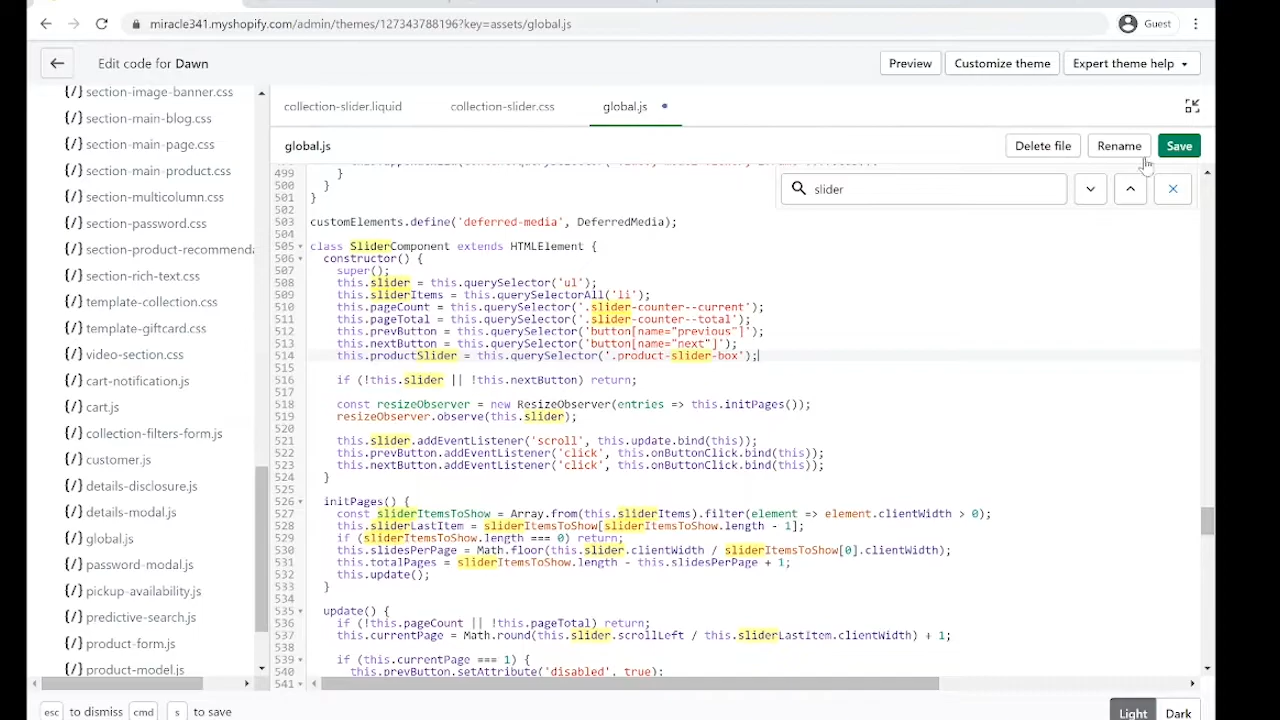 miracle341.myshopify.com/admin/themes/127343788196?key=assets/global.js
Guest
Edit code for Dawn
Preview
Customize theme
Expert theme help
{/} section-image-banner.css
{/} section-main-blog.css
{/} section-main-page.css
{/} section-main-product.css
{/} section-multicolumn.css
{/} section-password.css
{/} section-product-recommenda
{/} section-rich-text.css
{/} template-collection.css
{/} template-giftcard.css
{/} video-section.css
{/} cart-notification.js
{/} cart.js
{/} collection-filters-form.js
{/} customer.js
{/} details-disclosure.js
{/} details-modal.js
{/} global.js
{/} password-modal.js
{/} pickup-availability.js
{/} predictive-search.js
{/} product-form.js
{/} product-model.js
collection-slider.liquid
collection-slider.css
global.js
global.js
Delete file
Rename
Save
slider
499 }
500 }
501 }
502
503 customElements.define('deferred-media', DeferredMedia);
504
505 class SliderComponent extends HTMLElement {
506 constructor() {
507 super();
508 this.slider = this.querySelector('ul');
509 this.sliderItems = this.querySelectorAll('li');
510 this.pageCount = this.querySelector('.slider-counter--current');
511 this.pageTotal = this.querySelector('.slider-counter--total');
512 this.prevButton = this.querySelector('button[name="previous"]');
513 this.nextButton = this.querySelector('button[name="next"]');
514 this.productSlider = this.querySelector('.product-slider-box');
515
516 if (!this.slider || !this.nextButton) return;
517
518 const resizeObserver = new ResizeObserver(entries => this.initPages());
519 resizeObserver.observe(this.slider);
520
521 this.slider.addEventListener('scroll', this.update.bind(this));
522 this.prevButton.addEventListener('click', this.onButtonClick.bind(this));
523 this.nextButton.addEventListener('click', this.onButtonClick.bind(this));
524 }
525
526 initPages() {
527 const sliderItemsToShow = Array.from(this.sliderItems).filter(element => element.clientWidth > 0);
528 this.sliderLastItem = sliderItemsToShow[sliderItemsToShow.length - 1];
529 if (sliderItemsToShow.length === 0) return;
530 this.slidesPerPage = Math.floor(this.slider.clientWidth / sliderItemsToShow[0].clientWidth);
531 this.totalPages = sliderItemsToShow.length - this.slidesPerPage + 1;
532 this.update();
533 }
534
535 update() {
536 if (!this.pageCount || !this.pageTotal) return;
537 this.currentPage = Math.round(this.slider.scrollLeft / this.sliderLastItem.clientWidth) + 1;
538
539 if (this.currentPage === 1) {
540 this.prevButton.setAttribute('disabled', true);
541
esc to dismiss cmd s to save
Light
Dark